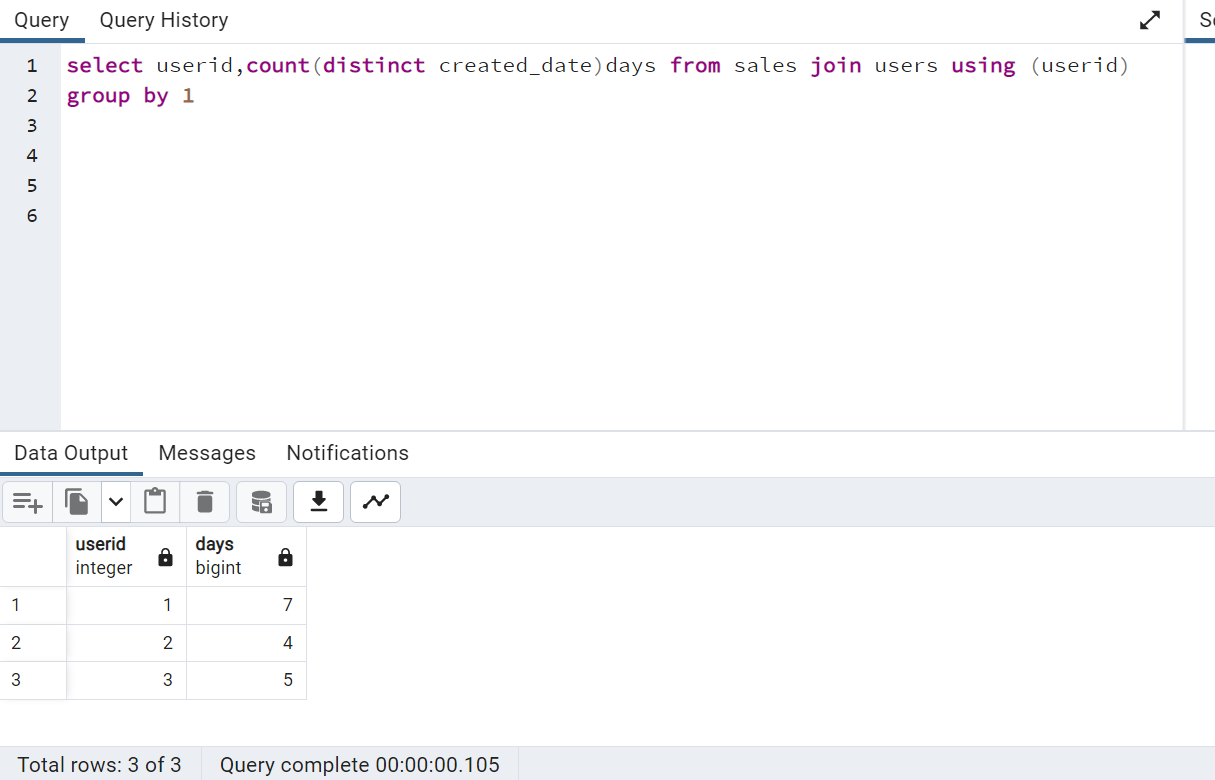 Query Query History
1 select userid,count(distinct created_date)days from sales join users using (userid)
2 group by 1
3
4
5
6
Data Output Messages Notifications
userid days
integer bigint
1 1 7
2 2 4
3 3 5
Total rows: 3 of 3 Query complete 00:00:00.105